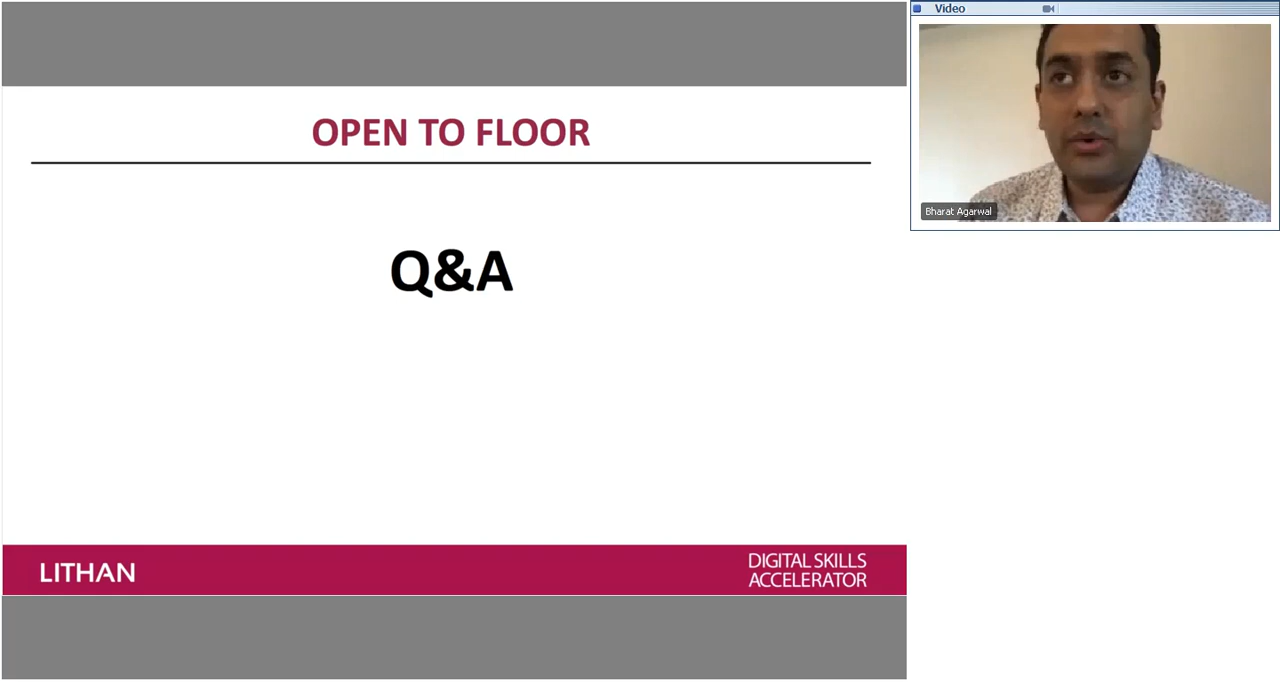 OPEN TO FLOOR
Q&A
LITHAN
DIGITAL SKILLS
ACCELERATOR
Video
Bharat Agarwal